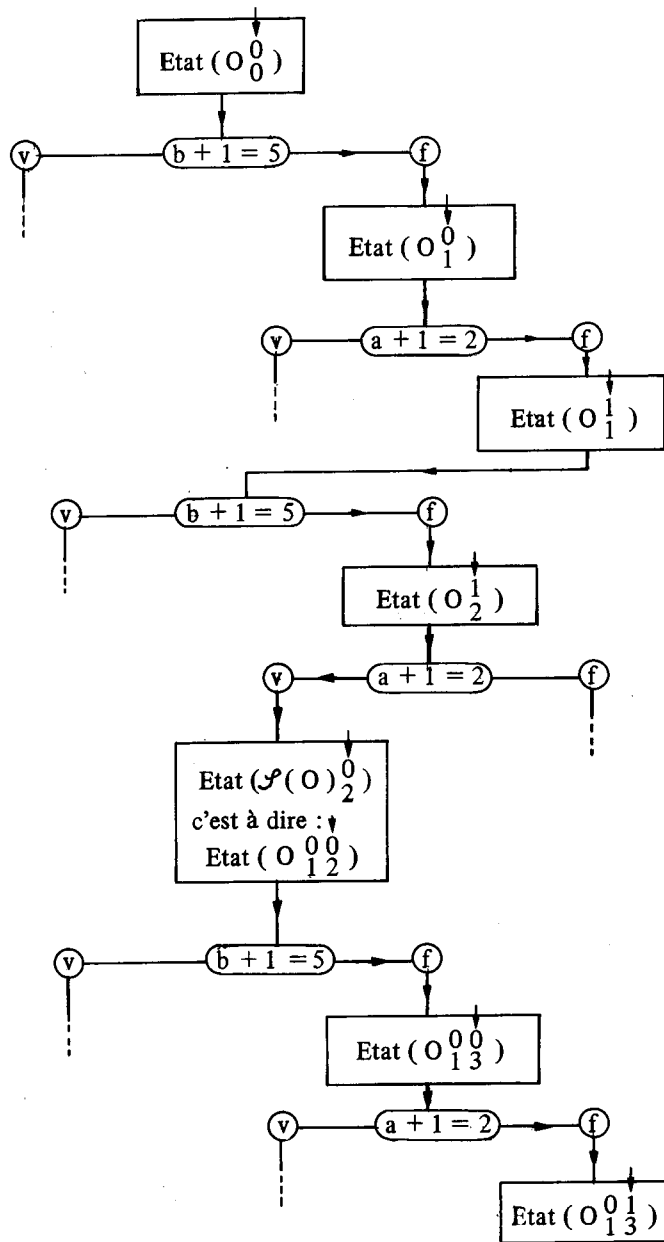 Etat ( O 0 0 )
v b + 1 = 5 f
Etat ( O 0 1 )
v a + 1 = 2 f
Etat ( O 1 1 )
v b + 1 = 5 f
Etat ( O 1 2 )
v a + 1 = 2 f
Etat ( 𝒮 ( O ) 0 2 )
c'est à dire :
Etat ( O 0 0 1 2 )
v b + 1 = 5 f
Etat ( O 0 0 1 3 )
v a + 1 = 2 f
Etat ( O 0 1 1 3 )